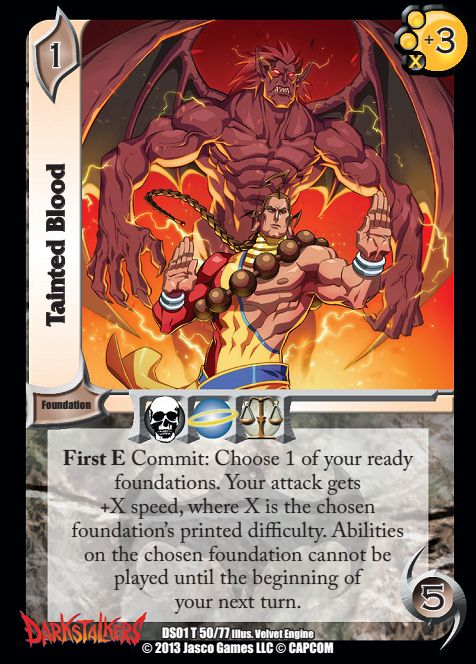 1
+3
X
Tainted Blood
Foundation
First E Commit: Choose 1 of your ready
foundations. Your attack gets
+X speed, where X is the chosen
foundation's printed difficulty. Abilities
on the chosen foundation cannot be
played until the beginning of
your next turn.
5
DARKSTALKERS
DS01 T 50/77 Illus. Velvet Engine
© 2013 Jasco Games LLC © CAPCOM